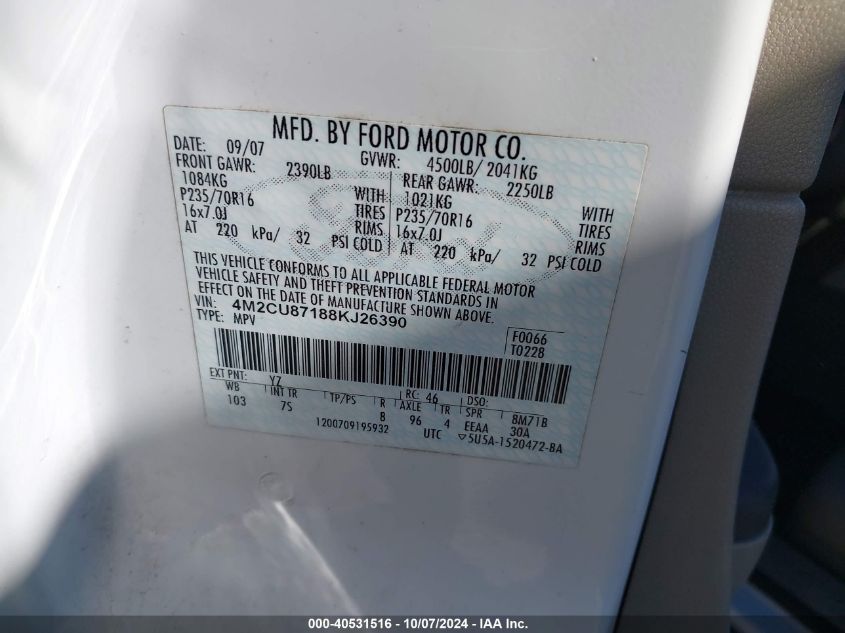 MFD. BY FORD MOTOR CO.
DATE: 09/07 GVWR: 4500LB/ 2041KG
FRONT GAWR: 2390LB REAR GAWR: 2250LB
1084KG WITH 1021KG WITH
P235/70R16 TIRES P235/70R16 TIRES
16x7.0J RIMS 16x7.0J RIMS
AT 220 kPa/ 32 PSI COLD AT 220 kPa/ 32 PSI COLD
THIS VEHICLE CONFORMS TO ALL APPLICABLE FEDERAL MOTOR
VEHICLE SAFETY AND THEFT PREVENTION STANDARDS IN
EFFECT ON THE DATE OF MANUFACTURE SHOWN ABOVE.
VIN: 4M2CU87188KJ26390
TYPE: MPV
F0066
T0228
EXT PNT: YZ RC: 46 DSO:
WB INT TR TP/PS R AXLE TR SPR BM71B
103 7S 8 96 4 EEAA 30A
1200709195932 UTC ▽5U5A-1520472-BA
Ford
000-40531516 - 10/07/2024 - IAA Inc.